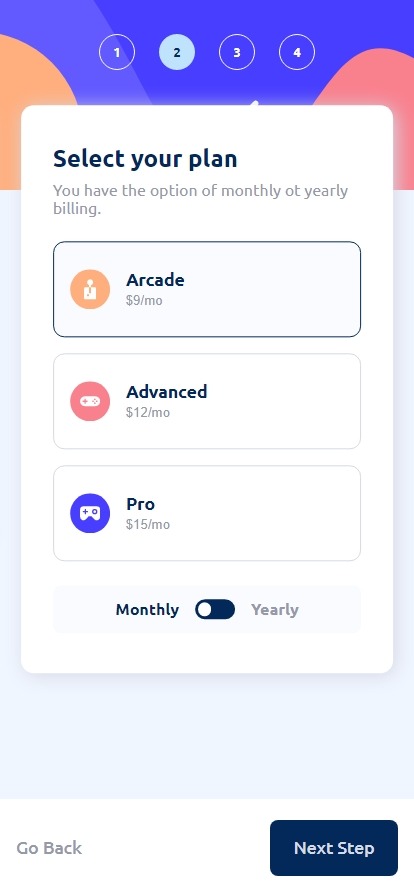 1 2 3 4
Select your plan
You have the option of monthly ot yearly
billing.
Arcade
$9/mo
Advanced
$12/mo
Pro
$15/mo
Monthly Yearly
Go Back Next Step